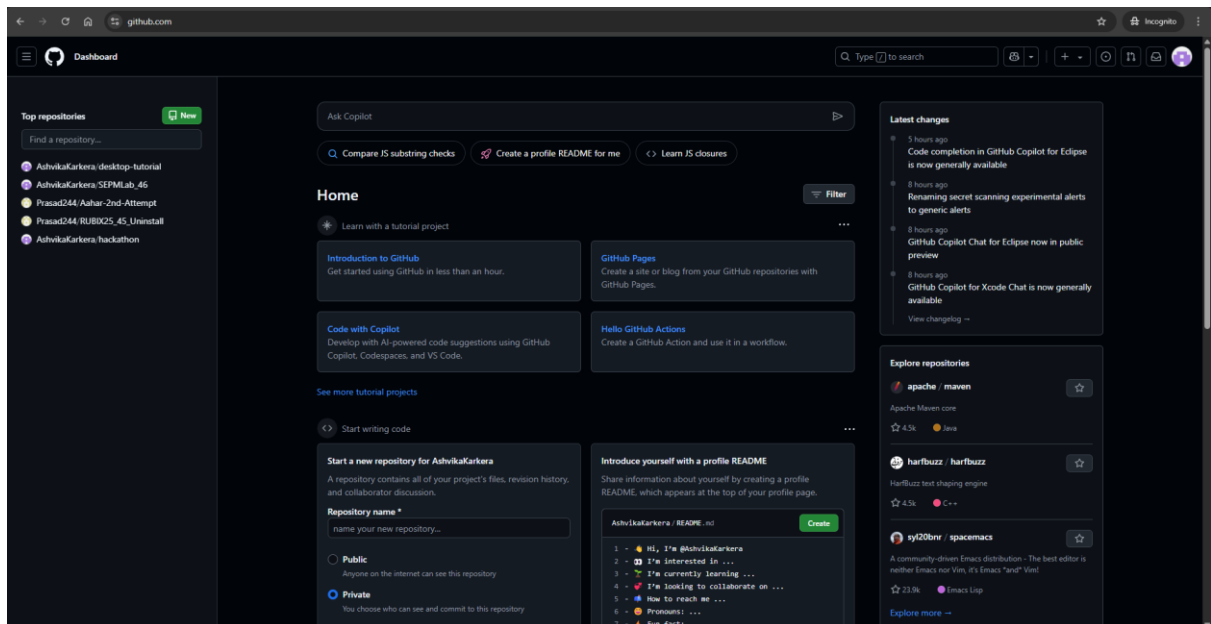 github.com
Incognito
Dashboard
Type / to search
Top repositories
New
Find a repository...
AshvikaKarkera/desktop-tutorial
AshvikaKarkera/SEPMLab_46
Prasad244/Aahar-2nd-Attempt
Prasad244/RUBIX25_45_Uninstall
AshvikaKarkera/hackathon
Ask Copilot
Compare JS substring checks
Create a profile README for me
Learn JS closures
Home
Filter
Learn with a tutorial project
Introduction to GitHub
Get started using GitHub in less than an hour.
GitHub Pages
Create a site or blog from your GitHub repositories with
GitHub Pages.
Code with Copilot
Develop with AI-powered code suggestions using GitHub
Copilot, Codespaces, and VS Code.
Hello GitHub Actions
Create a GitHub Action and use it in a workflow.
See more tutorial projects
Start writing code
Start a new repository for AshvikaKarkera
A repository contains all of your project's files, revision history,
and collaborator discussion.
Repository name *
name your new repository...
Public
Anyone on the internet can see this repository
Private
You choose who can see and commit to this repository
Introduce yourself with a profile README
Share information about yourself by creating a profile
README, which appears at the top of your profile page.
AshvikaKarkera / README.md
Create
1 - 👋 Hi, I'm @AshvikaKarkera
2 - 👀 I'm interested in ...
3 - 🌱 I'm currently learning ...
4 - 💞️ I'm looking to collaborate on ...
5 - 📫 How to reach me ...
6 - 😄 Pronouns: ...
7 - ⚡ Fun fact: ...
Latest changes
5 hours ago
Code completion in GitHub Copilot for Eclipse
is now generally available
8 hours ago
Renaming secret scanning experimental alerts
to generic alerts
8 hours ago
GitHub Copilot Chat for Eclipse now in public
preview
8 hours ago
GitHub Copilot for Xcode Chat is now generally
available
View changelog →
Explore repositories
apache / maven
Apache Maven core
4.5k Java
harfbuzz / harfbuzz
HarfBuzz text shaping engine
4.5k C++
syl20bnr / spacemacs
A community-driven Emacs distribution - The best editor is
neither Emacs nor Vim, it's Emacs *and* Vim!
23.9k Emacs Lisp
Explore more →